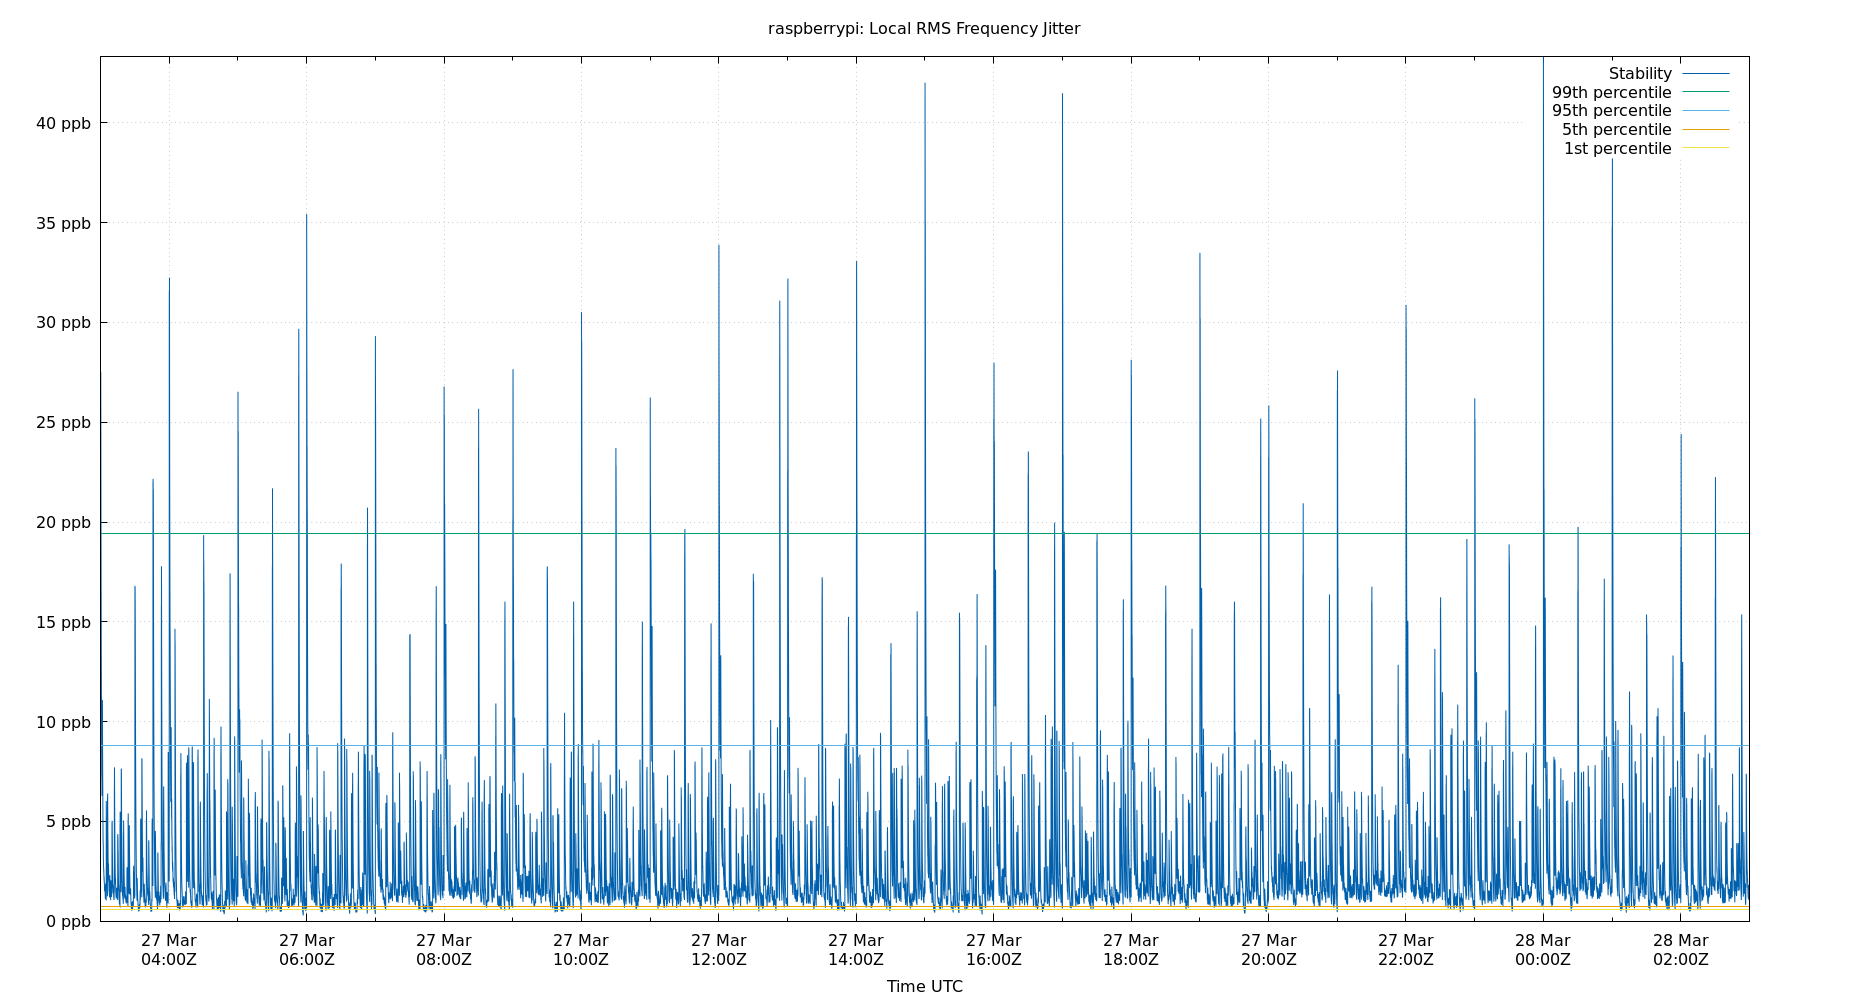 raspberrypi: Local RMS Frequency Jitter
Stability
99th percentile
95th percentile
5th percentile
1st percentile
40 ppb
35 ppb
30 ppb
25 ppb
20 ppb
15 ppb
10 ppb
5 ppb
0 ppb
27 Mar 27 Mar 27 Mar 27 Mar 27 Mar 27 Mar 27 Mar 27 Mar 27 Mar 27 Mar 28 Mar 28 Mar
04:00Z 06:00Z 08:00Z 10:00Z 12:00Z 14:00Z 16:00Z 18:00Z 20:00Z 22:00Z 00:00Z 02:00Z
Time UTC